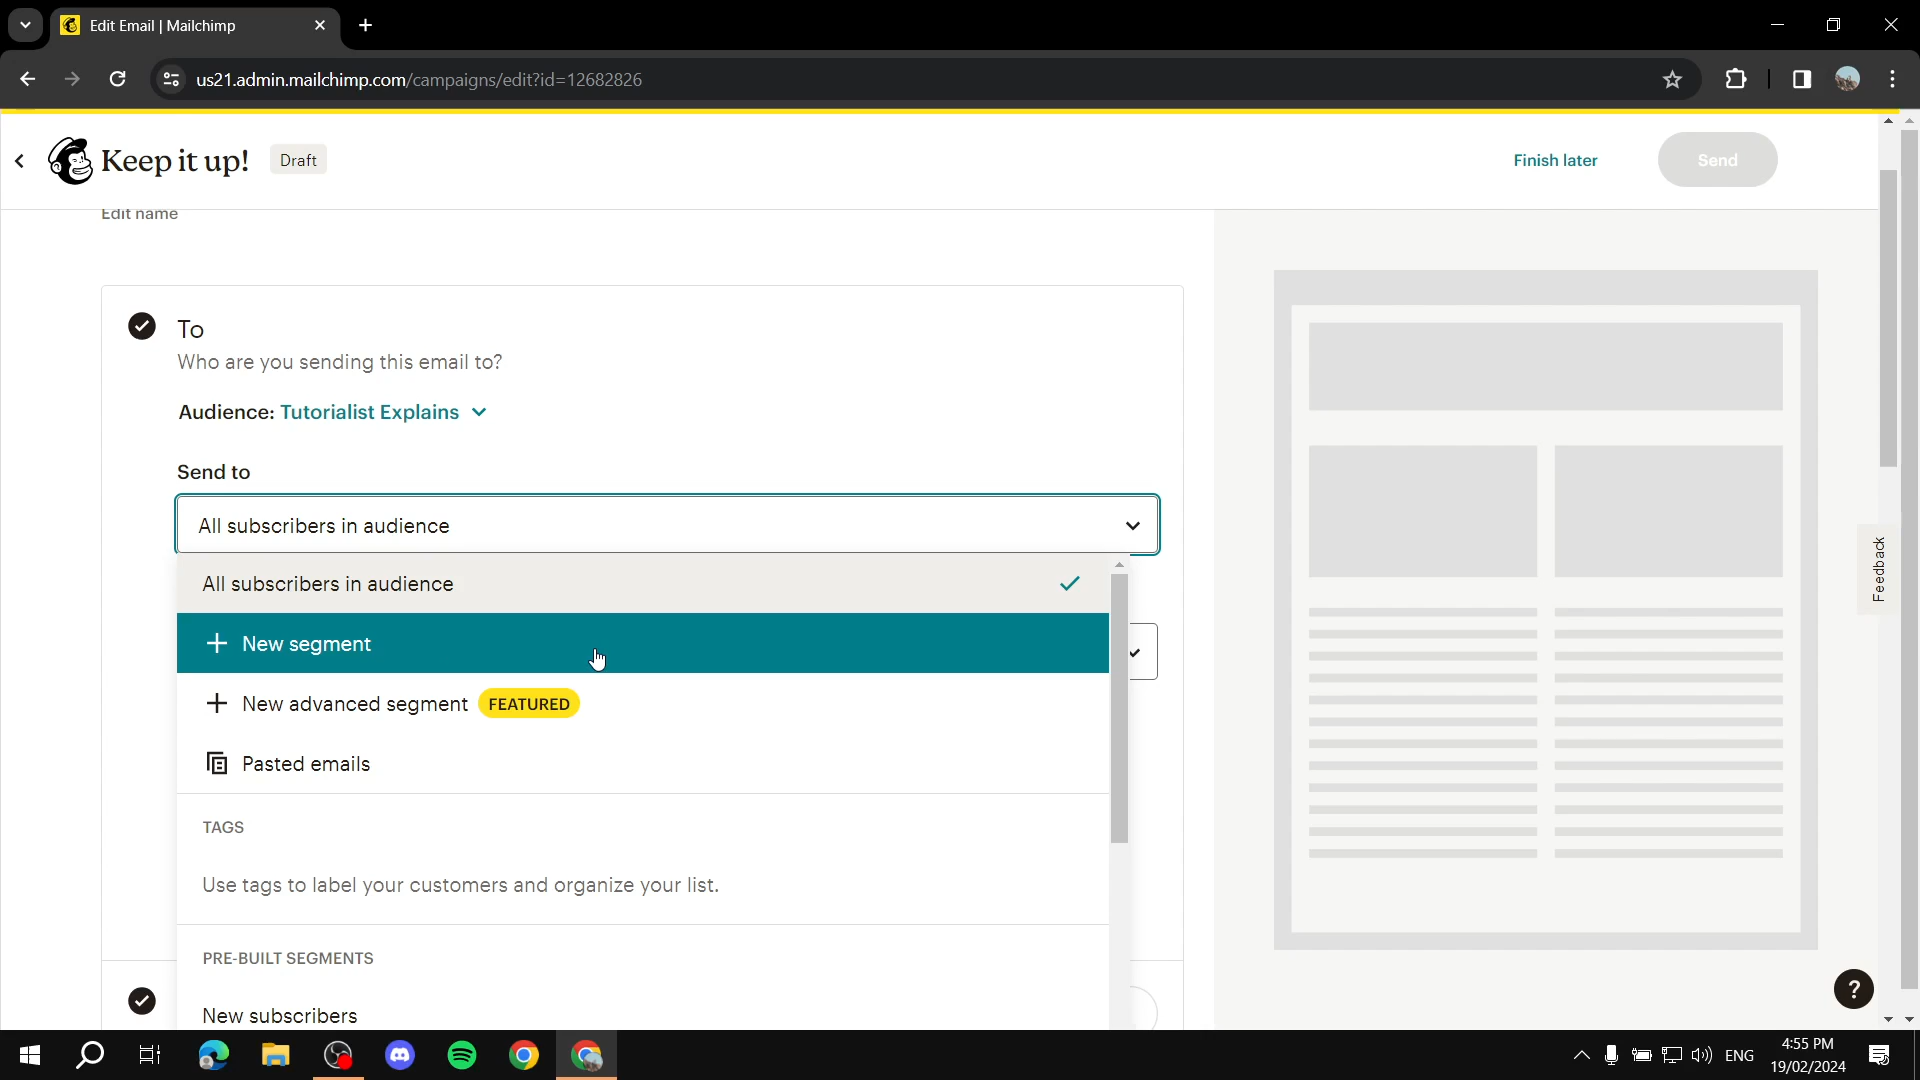 Edit Email | Mailchimp
us21.admin.mailchimp.com/campaigns/edit?id=12682826
Keep it up!
Draft
Finish later
Send
Edit name
To
Who are you sending this email to?
Audience: Tutorialist Explains
Send to
All subscribers in audience
All subscribers in audience
New segment
New advanced segment FEATURED
Pasted emails
TAGS
Use tags to label your customers and organize your list.
PRE-BUILT SEGMENTS
New subscribers
Feedback
?
ENG
4:55 PM
19/02/2024